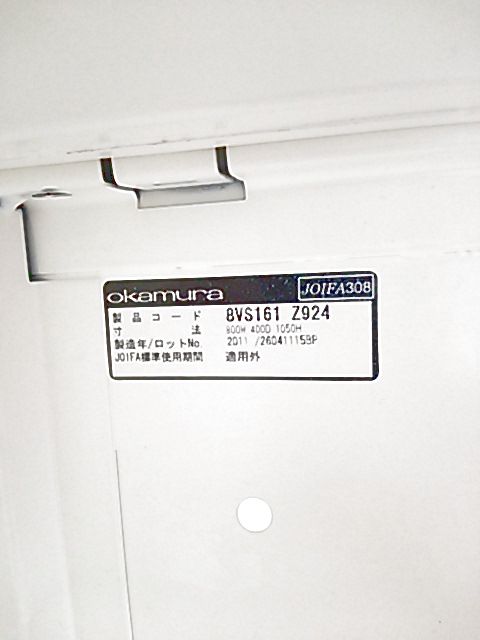 okamura JOIFA308
製品コード 8VS161 Z924
寸法 800W 400D 1050H
製造年/ロットNo. 2011 /260411159P
JOIFA標準使用期間 適用外